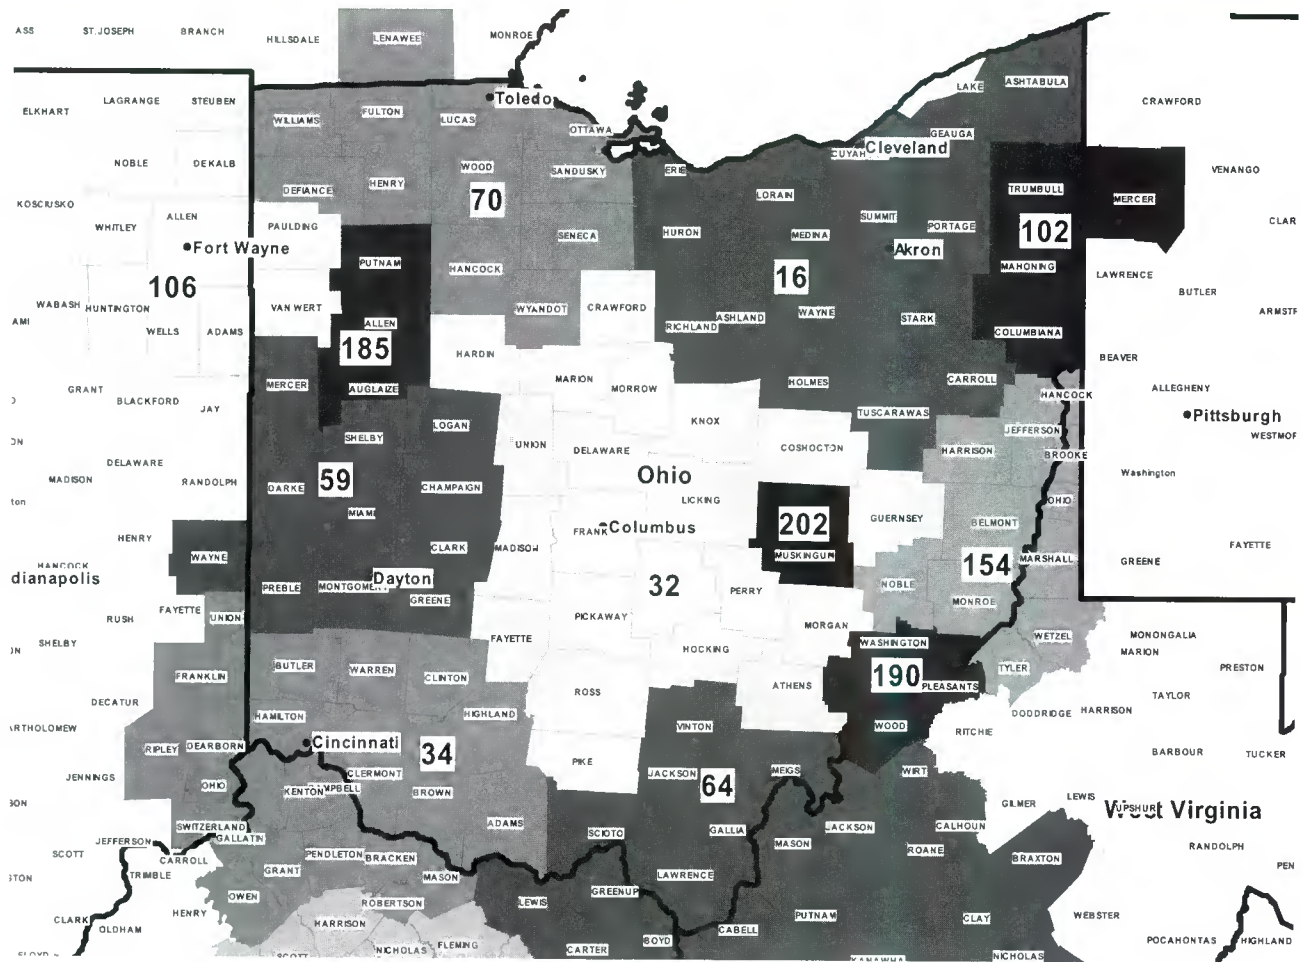 ASS
ST.JOSEPH
BRANCH
HILLSDALE
LENAWEE
MONROE
ELKHART
LAGRANGE
STEUBEN
WILLIAMS
FULTON
LUCAS
Toledo
OTTAWA
LAKE
ASHTABULA
CRAWFORD
NOBLE
DEKALB
DEFIANCE
HENRY
WOOD
SANDUSKY
ERIE
CUYAH
Cleveland
GEAUGA
TRUMBULL
MERCER
VENANGO
KOSCIUSKO
WHITLEY
ALLEN
Fort Wayne
PAULDING
70
SENECA
HURON
LORAIN
MEDINA
SUMMIT
PORTAGE
Akron
102
MAHONING
CLAR
106
PUTNAM
HANCOCK
16
LAWRENCE
BUTLER
WABASH
HUNTINGTON
AMI
WELLS
ADAMS
VAN WERT
ALLEN
WYANDOT
CRAWFORD
RICHLAND
ASHLAND
WAYNE
STARK
COLUMBIANA
ARMSTF
185
HARDIN
BEAVER
GRANT
BLACKFORD
JAY
MERCER
AUGLAIZE
MARION
MORROW
HOLMES
CARROLL
HANCOCK
ALLEGHENY
Pittsburgh
TUSCARAWAS
KNOX
LOGAN
SHELBY
UNION
DELAWARE
COSHOCTON
HARRISON
JEFFERSON
BROOKE
WESTMOF
DELAWARE
MADISON
RANDOLPH
ton
59
DARKE
CHAMPAIGN
MIAMI
Ohio
LICKING
Washington
OHIO
202
GUERNSEY
BELMONT
FRANK
Columbus
MUSKINGUM
HENRY
WAYNE
CLARK
MADISON
FAYETTE
HANCOCK
dianapolis
PREBLE
MONTGOMER
Dayton
GREENE
32
PERRY
NOBLE
154
MARSHALL
GREENE
MONROE
RUSH
FAYETTE
UNION
SHELBY
PICKAWAY
MORGAN
FAYETTE
HOCKING
WASHINGTON
WETZEL
MONONGALIA
MARION
BUTLER
WARREN
CLINTON
FRANKLIN
ROSS
ATHENS
190
PLEASANTS
TYLER
PRESTON
TAYLOR
DECATUR
HAMILTON
HIGHLAND
VINTON
WOOD
RITCHIE
DODDRIDGE
HARRISON
ARTHOLOMEW
RIPLEY
DEARBORN
Cincinnati
34
BARBOUR
TUCKER
JENNINGS
CLERMONT
PIKE
JACKSON
64
MEIGS
WIRT
OHIO
KENTON
CAMPBELL
BROWN
GILMER
LEWIS
UPSHUR
West Virginia
SWITZERLAND
GALLATIN
ADAMS
SCIOTO
GALLIA
JACKSON
CALHOUN
JEFFERSON
MASON
ROANE
RANDOLPH
SCOTT
CARROLL
PENDLETON
BRACKEN
BRAXTON
PEN
TRIMBLE
GRANT
MASON
LAWRENCE
OWEN
ROBERTSON
LEWIS
GREENUP
CLARK
OLDHAM
HENRY
HARRISON
PUTNAM
CLAY
WEBSTER
NICHOLAS
FLEMING
CARTER
BOYD
CABELL
POCAHONTAS
HIGHLAND
SCOTT
KANAWHA
NICHOLAS